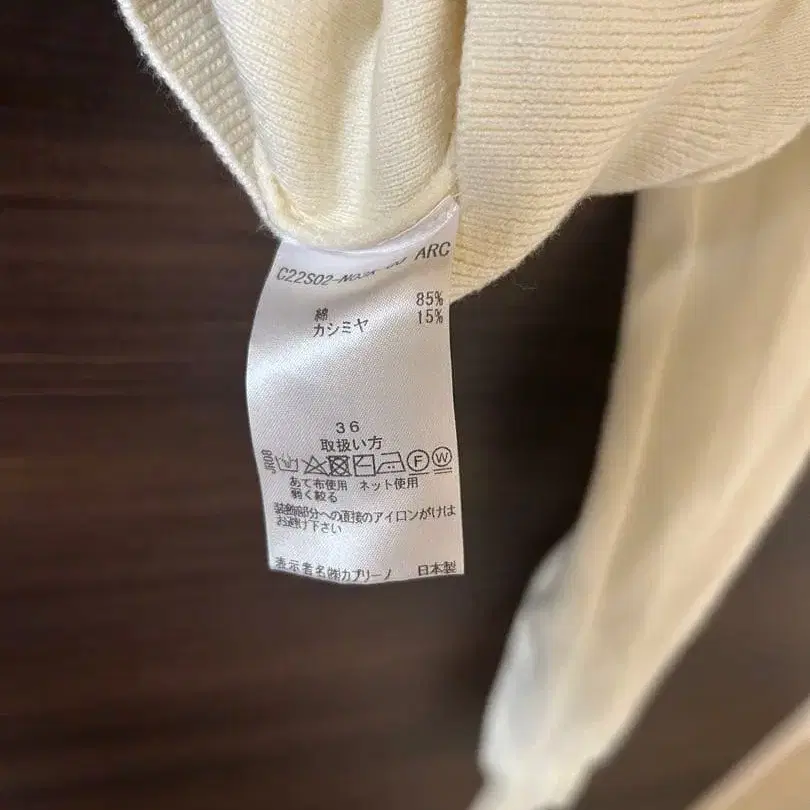 C22S02- ARC
綿 85%
カシミヤ 15%
36
取扱い方
JR08
F W
あて布使用 ネット使用
弱く絞る
装飾部分への直接のアイロンがけは
お避け下さい
表示者名㈱カプリーノ 日本製